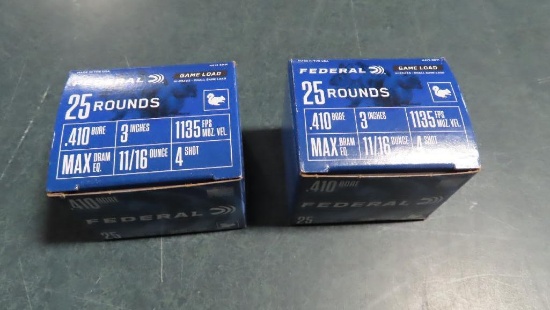 FEDERAL
GAME LOAD
25 ROUNDS
.410 BORE
3 INCHES
1135 FPS MUZ. VEL.
MAX DRAM EQ.
11/16 OUNCE
4 SHOT
.410 BORE
FEDERAL
25
FEDERAL
GAME LOAD
25 ROUNDS
.410 BORE
3 INCHES
1135 FPS MUZ. VEL.
MAX DRAM EQ.
11/16 OUNCE
4 SHOT
.410 BORE
FEDERAL
25